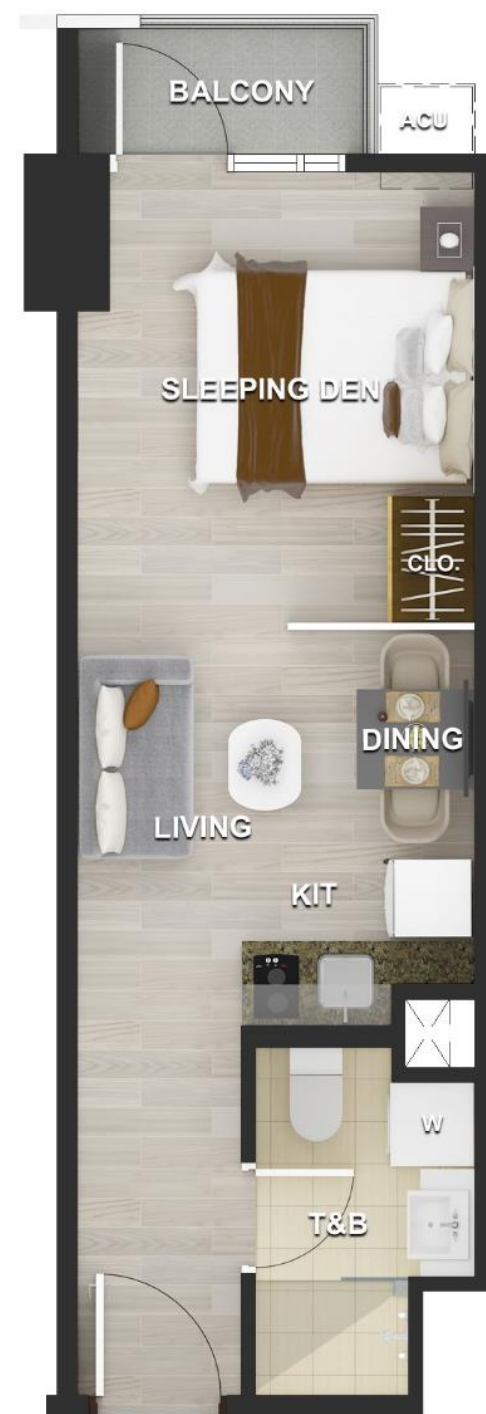 BALCONY
ACU
SLEEPING DEN
CLO.
DINING
LIVING
KIT
W
T&B